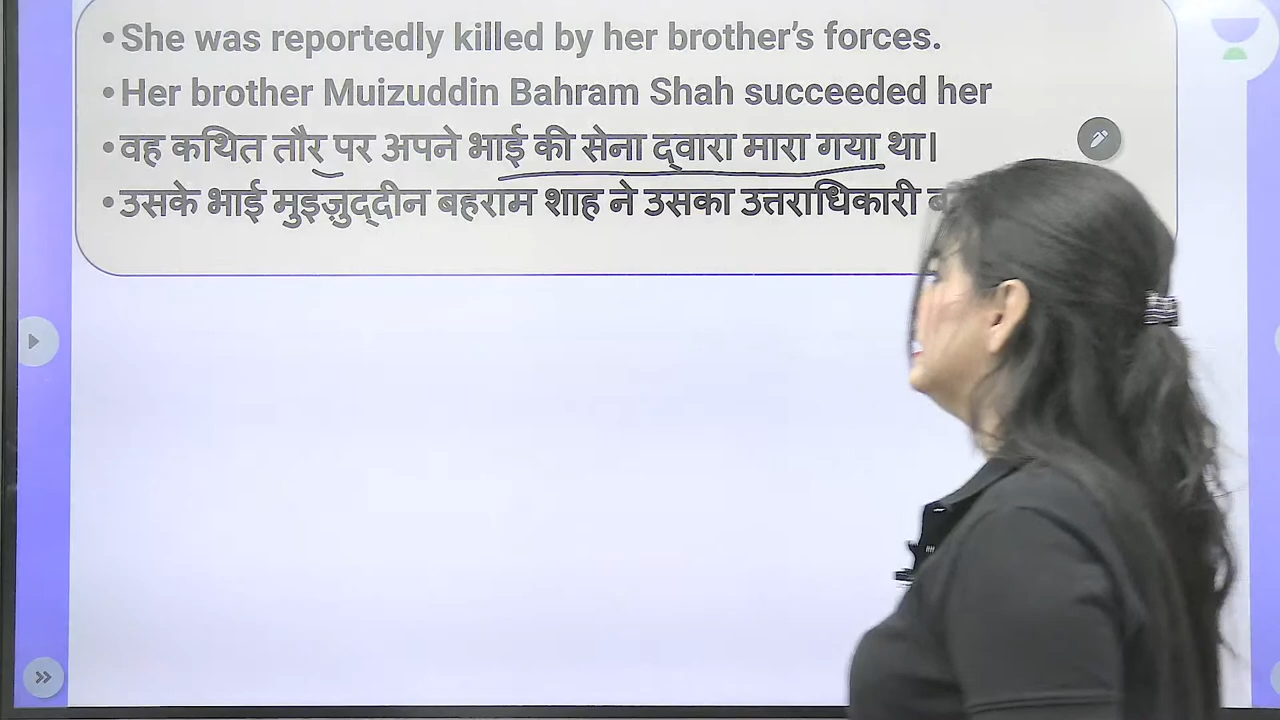 • She was reportedly killed by her brother's forces.
• Her brother Muizuddin Bahram Shah succeeded her
• वह कथित तौर पर अपने भाई की सेना द्वारा मारा गया था।
• उसके भाई मुइज़ुद्दीन बहराम शाह ने उसका उत्तराधिकारी